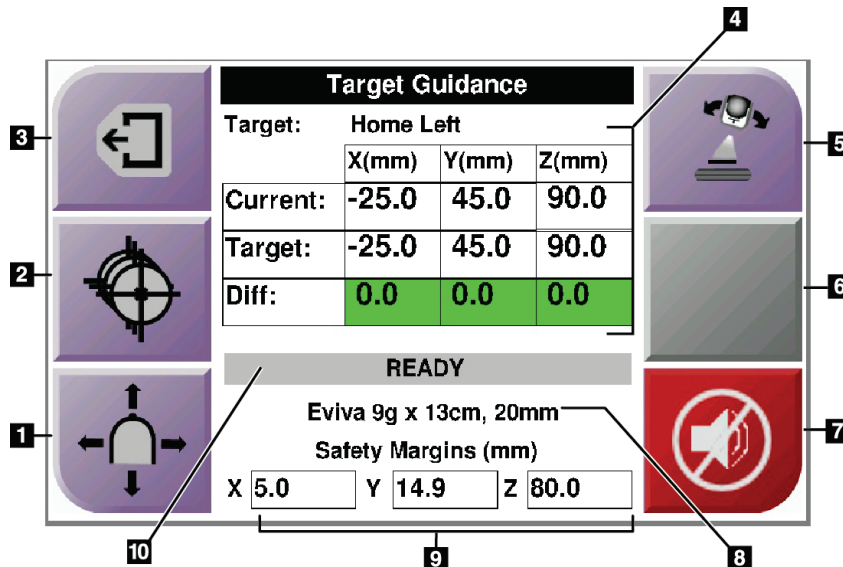 4
Target Guidance
3
Target: Home Left
5
X(mm) Y(mm) Z(mm)
Current: -25.0 45.0 90.0
Target: -25.0 45.0 90.0
2
6
Diff: 0.0 0.0 0.0
READY
Eviva 9g x 13cm, 20mm
1
7
Safety Margins (mm)
X 5.0 Y 14.9 Z 80.0
10
9
8